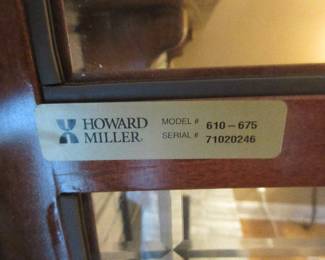 HOWARD MILLER
MODEL # 610-675
SERIAL # 71020246